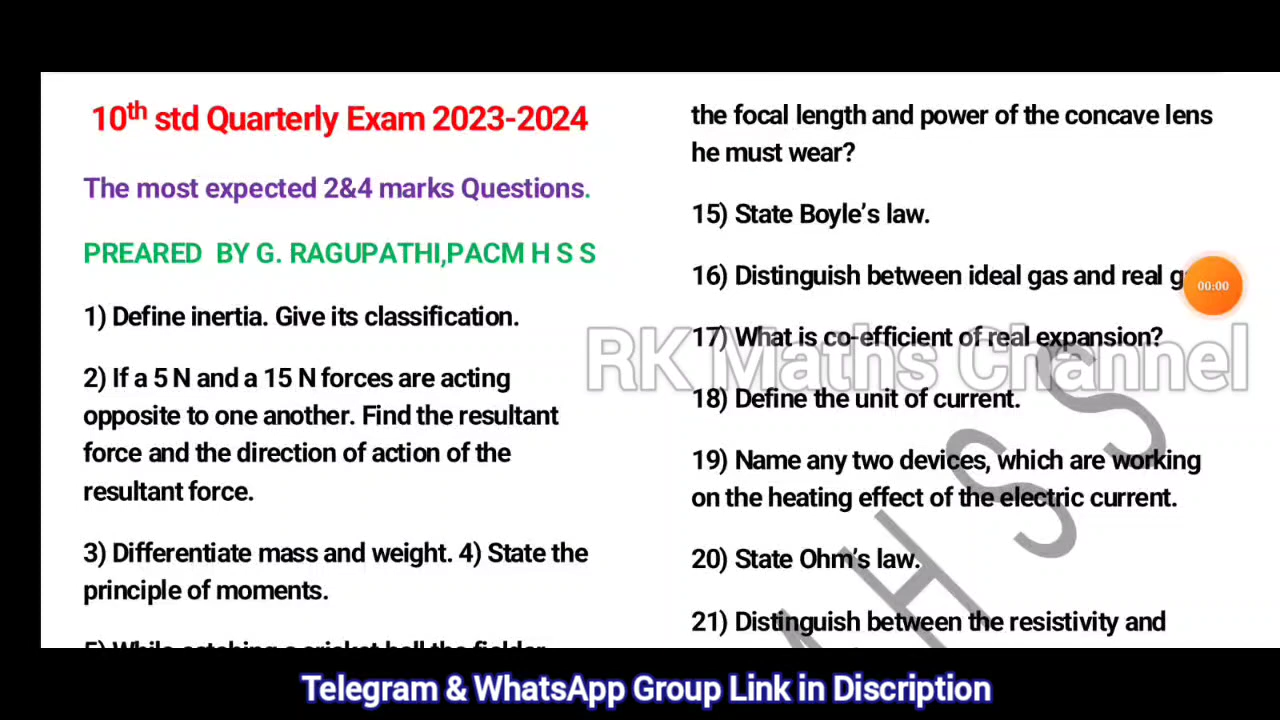 10th std Quarterly Exam 2023-2024
The most expected 2&4 marks Questions.
PREARED BY G. RAGUPATHI,PACM H S S
1) Define inertia. Give its classification.
2) If a 5 N and a 15 N forces are acting
opposite to one another. Find the resultant
force and the direction of action of the
resultant force.
3) Differentiate mass and weight. 4) State the
principle of moments.
5) While catching a cricket ball the fielder
the focal length and power of the concave lens
he must wear?
15) State Boyle’s law.
16) Distinguish between ideal gas and real
00:00
17) What is co-efficient of real expansion?
RK Maths Channel
18) Define the unit of current.
19) Name any two devices, which are working
on the heating effect of the electric current.
20) State Ohm’s law.
21) Distinguish between the resistivity and
H S S
Telegram & WhatsApp Group Link in Discription